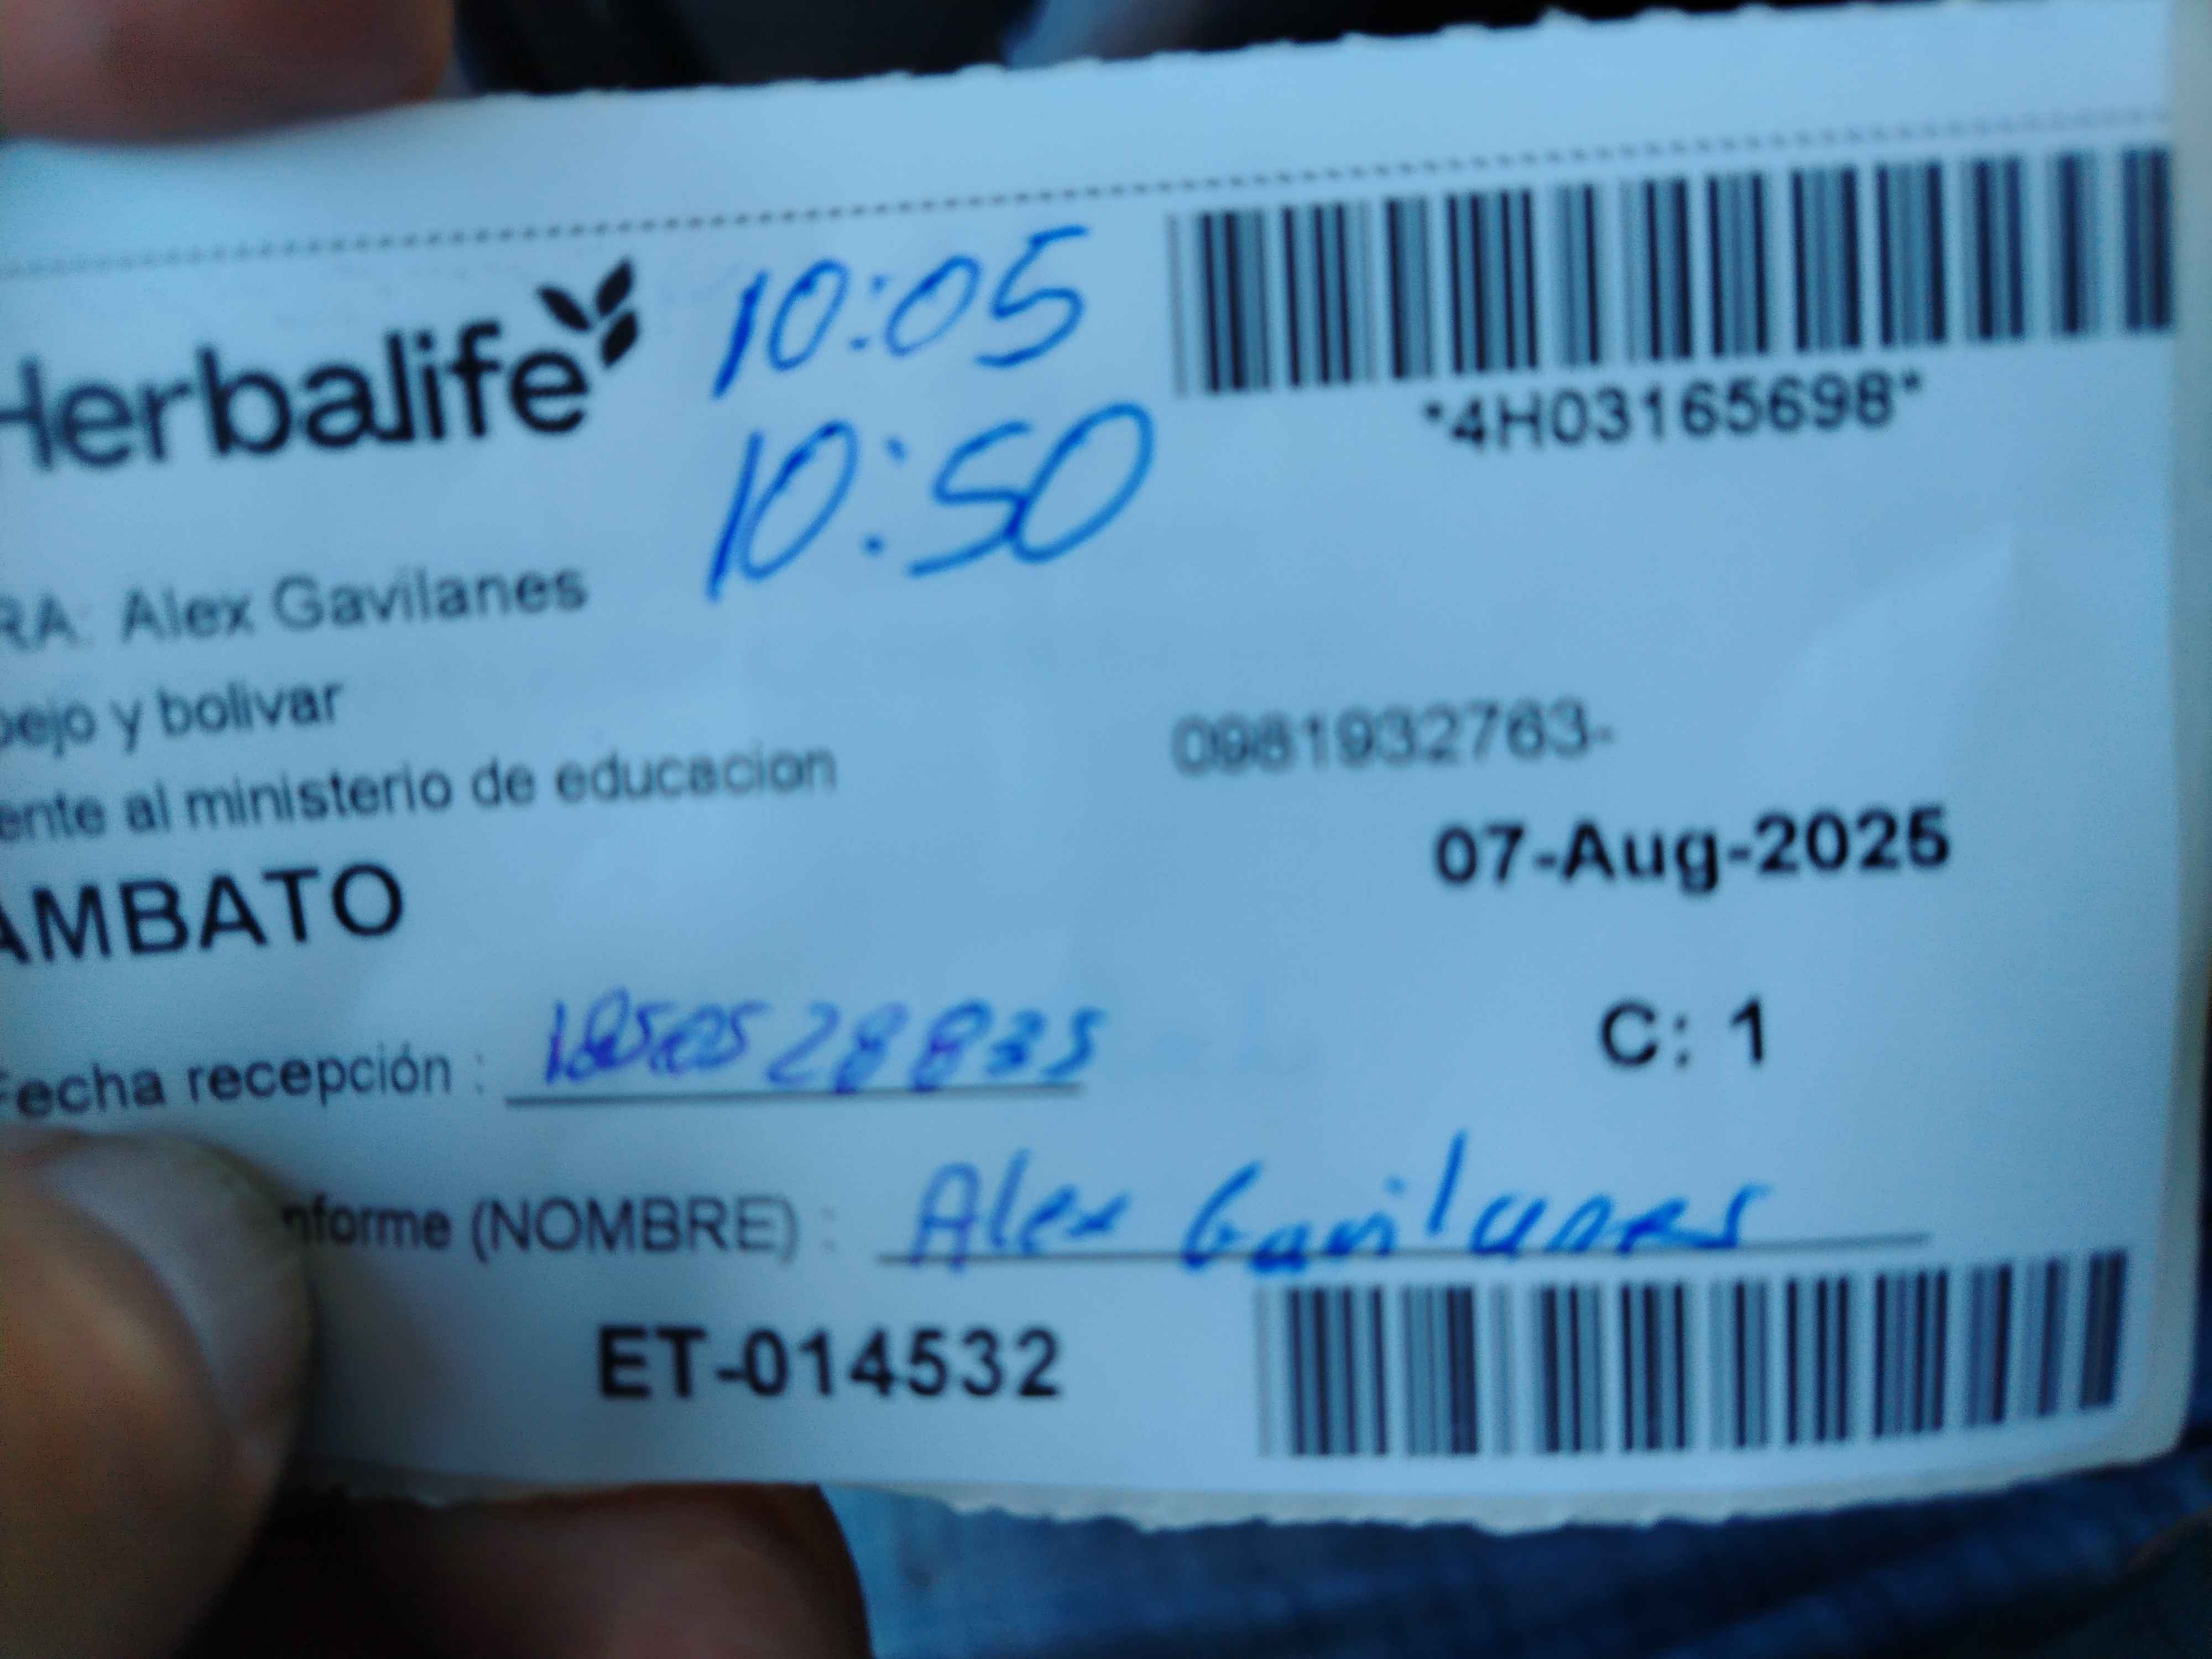 Herbalife 10:05
10:50
*4H03165698*
RA: Alex Gavilanes
pejo y bolivar
0981932763-
ente al ministerio de educacion
07-Aug-2025
AMBATO
C: 1
Fecha recepción :
nforme (NOMBRE) : Alex Gavilanes
ET-014532